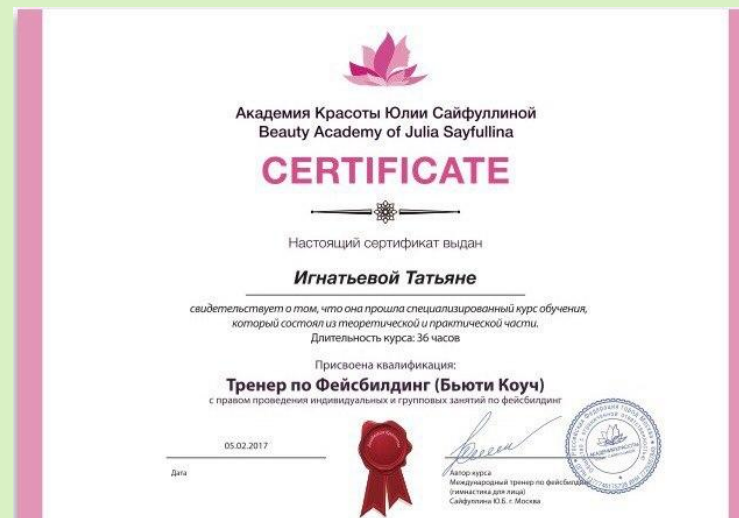 Академия Красоты Юлии Сайфуллиной
Beauty Academy of Julia Sayfullina
CERTIFICATE
Настоящий сертификат выдан
Игнатьевой Татьяне
свидетельствует о том, что она прошла специализированный курс обучения,
который состоял из теоретической и практической части.
Длительность курса: 36 часов
Присвоена квалификация:
Тренер по Фейсбилдинг (Бьюти Коуч)
с правом проведения индивидуальных и групповых занятий по фейсбилдинг
05.02.2017
Дата
Автор курса
Международный тренер по фейсбилдинг
(гимнастика для лица)
Сайфуллина Ю.Б. г. Москва